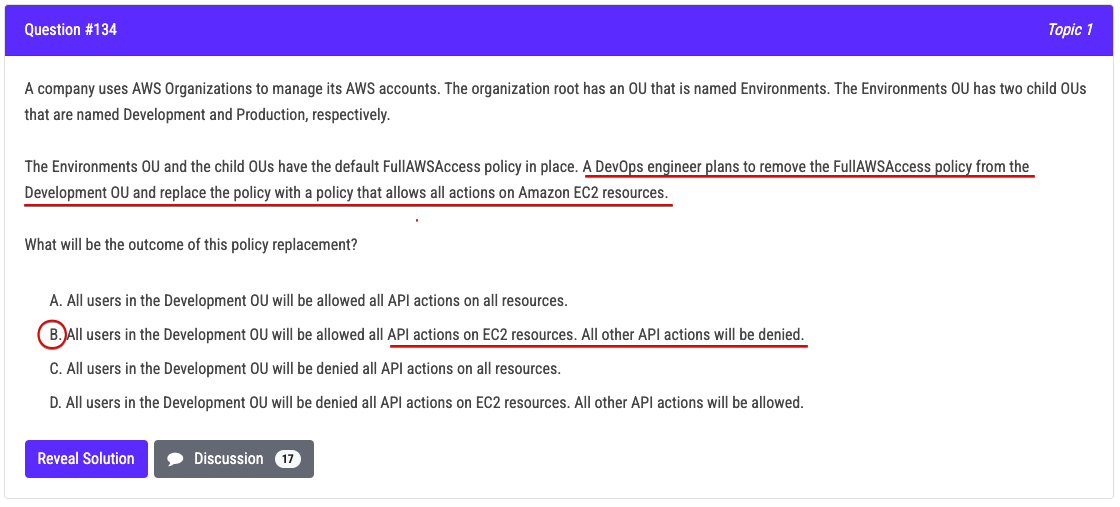 Question #134
Topic 1
A company uses AWS Organizations to manage its AWS accounts. The organization root has an OU that is named Environments. The Environments OU has two child OUs
that are named Development and Production, respectively.
The Environments OU and the child OUs have the default FullAWSAccess policy in place. A DevOps engineer plans to remove the FullAWSAccess policy from the
Development OU and replace the policy with a policy that allows all actions on Amazon EC2 resources.
What will be the outcome of this policy replacement?
A. All users in the Development OU will be allowed all API actions on all resources.
B. All users in the Development OU will be allowed all API actions on EC2 resources. All other API actions will be denied.
C. All users in the Development OU will be denied all API actions on all resources.
D. All users in the Development OU will be denied all API actions on EC2 resources. All other API actions will be allowed.
Reveal Solution
Discussion 17